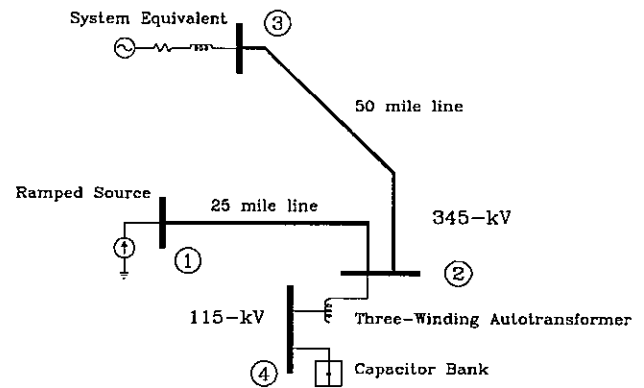 System Equivalent
3
50 mile line
Ramped Source
25 mile line
345-kV
1
2
115-kV
Three-Winding Autotransformer
4
Capacitor Bank